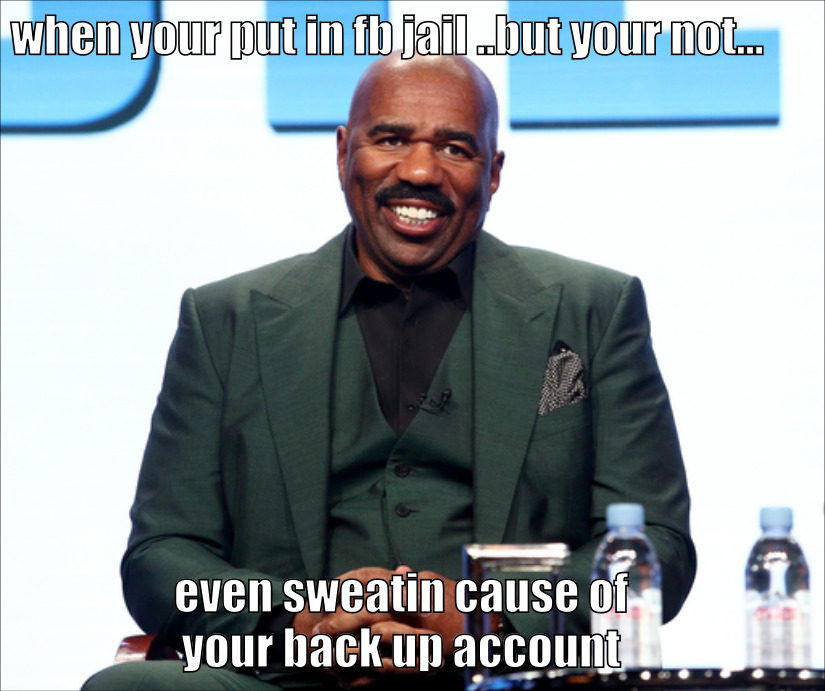 when your put in fb jail ..but your not...
even sweatin cause of
your back up account